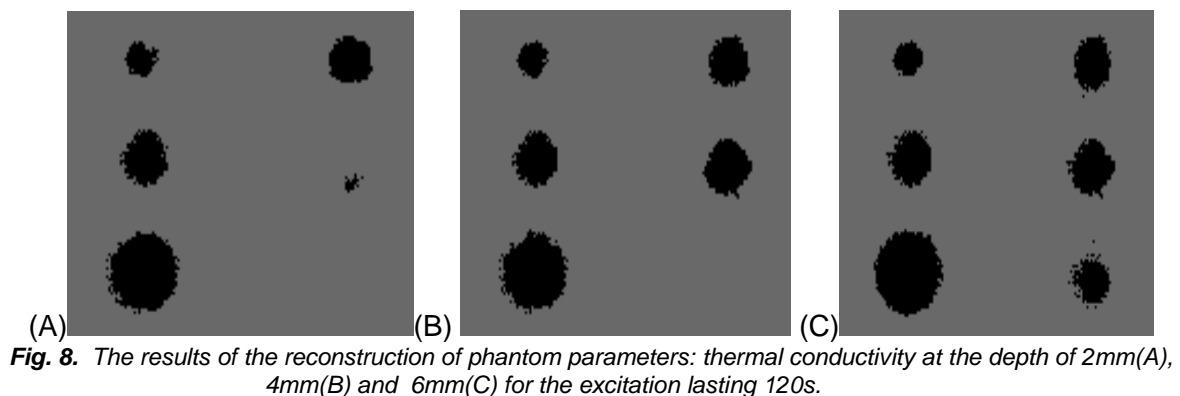 (A) (B) (C)
Fig. 8. The results of the reconstruction of phantom parameters: thermal conductivity at the depth of 2mm(A),
4mm(B) and 6mm(C) for the excitation lasting 120s.